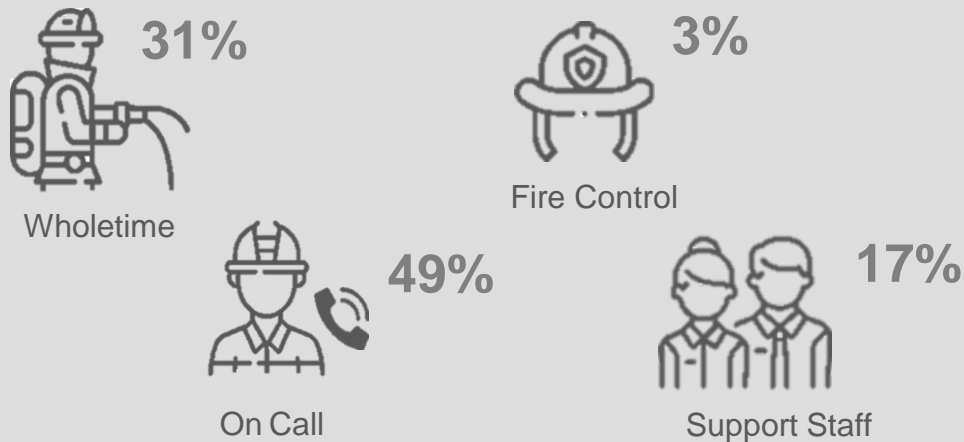 31%
Wholetime
3%
Fire Control
49%
On Call
17%
Support Staff